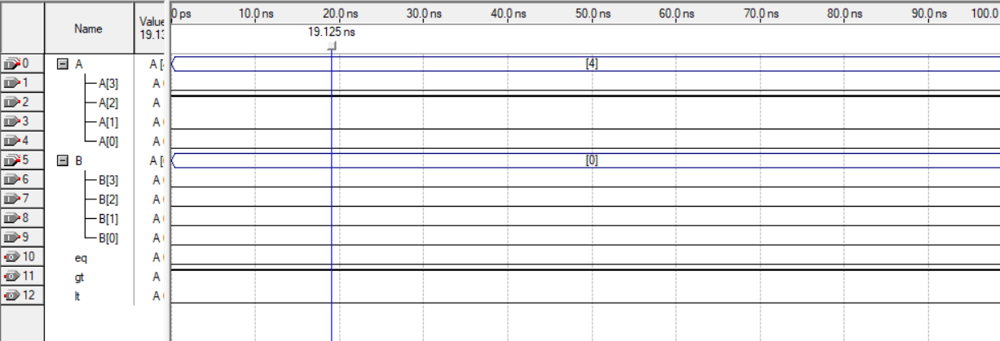 Name
Value
19.13
0 ps
10.0 ns
20.0 ns
30.0 ns
40.0 ns
50.0 ns
60.0 ns
70.0 ns
80.0 ns
90.0 ns
100.0
19.125 ns
0 A A [ [4]
1 A[3] A
2 A[2] A
3 A[1] A
4 A[0] A
5 B A [ [0]
6 B[3] A
7 B[2] A
8 B[1] A
9 B[0] A
10 eq A
11 gt A
12 lt A